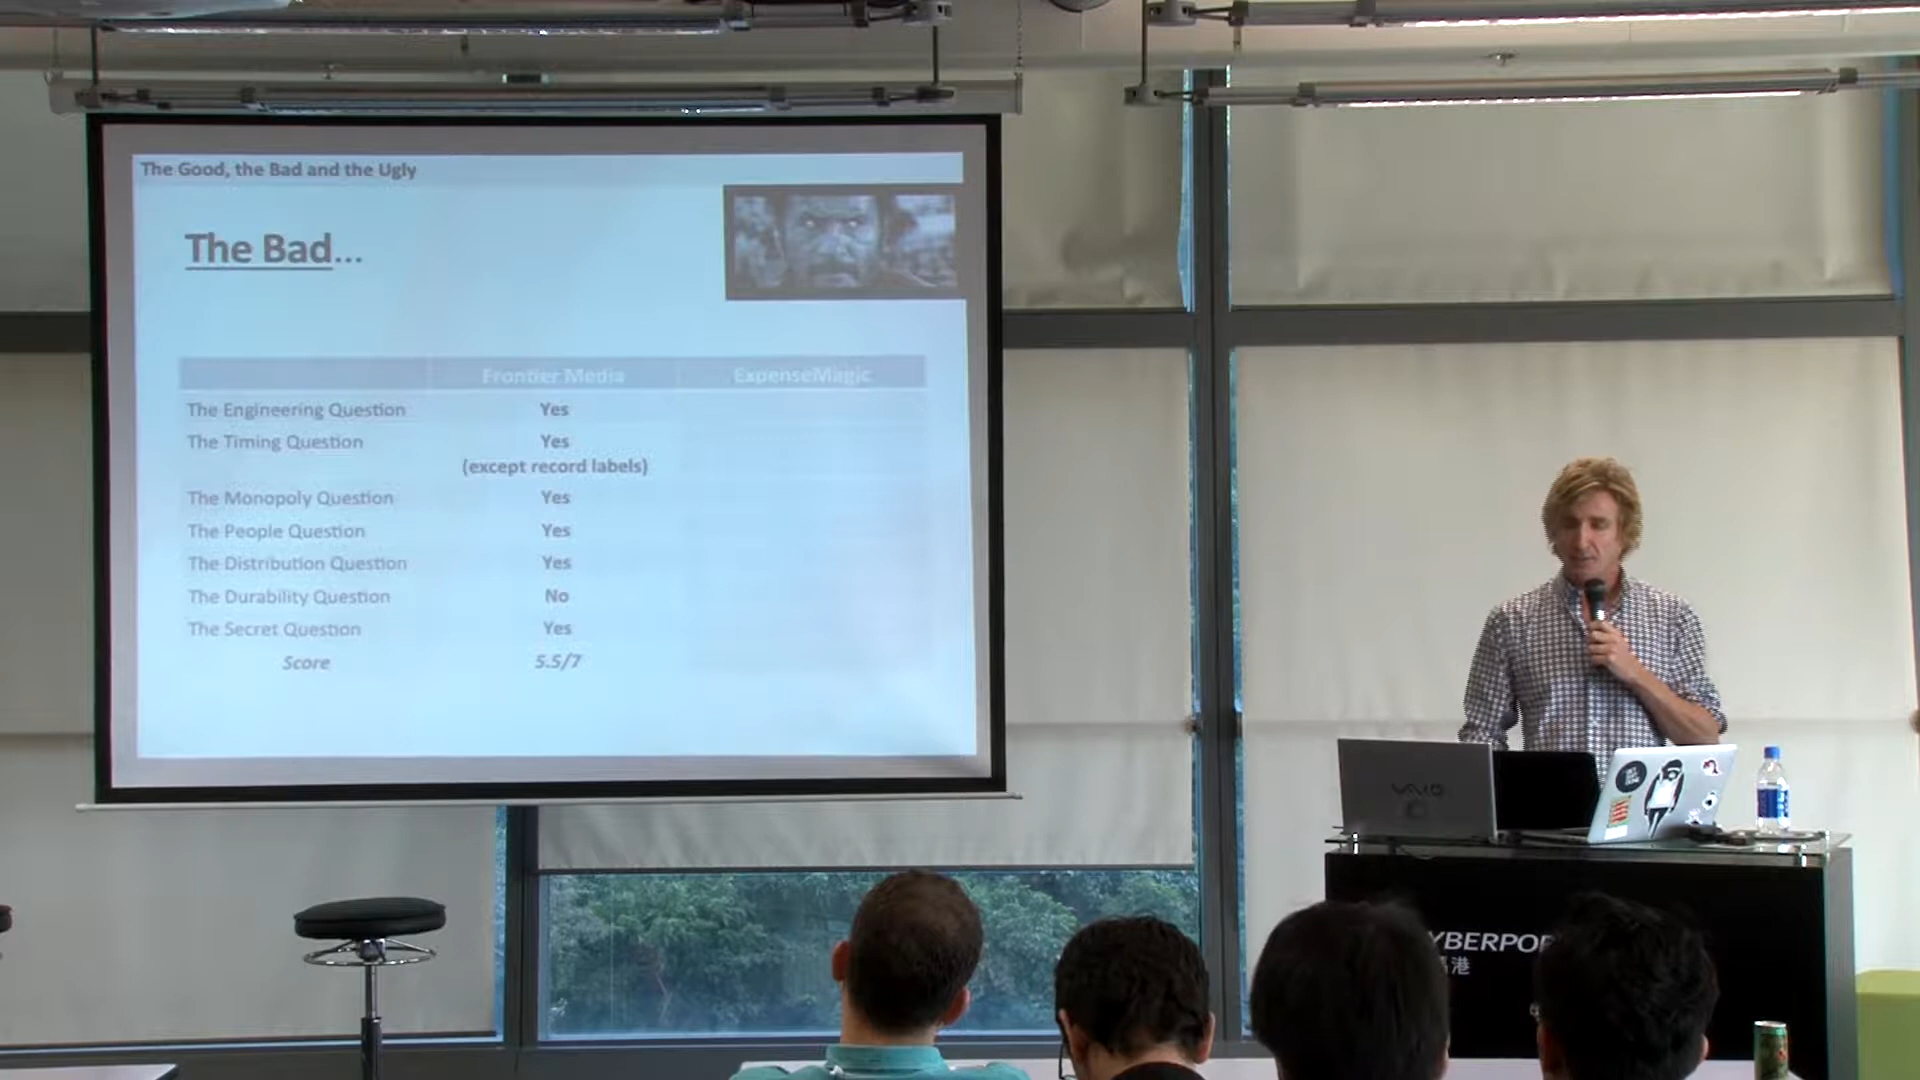 The Good, the Bad and the Ugly
The Bad...
Frontier Media ExpenseMagic
The Engineering Question Yes
The Timing Question Yes
(except record labels)
The Monopoly Question Yes
The People Question Yes
The Distribution Question Yes
The Durability Question No
The Secret Question Yes
Score 5.5/7
VAIO
YBERPO
港